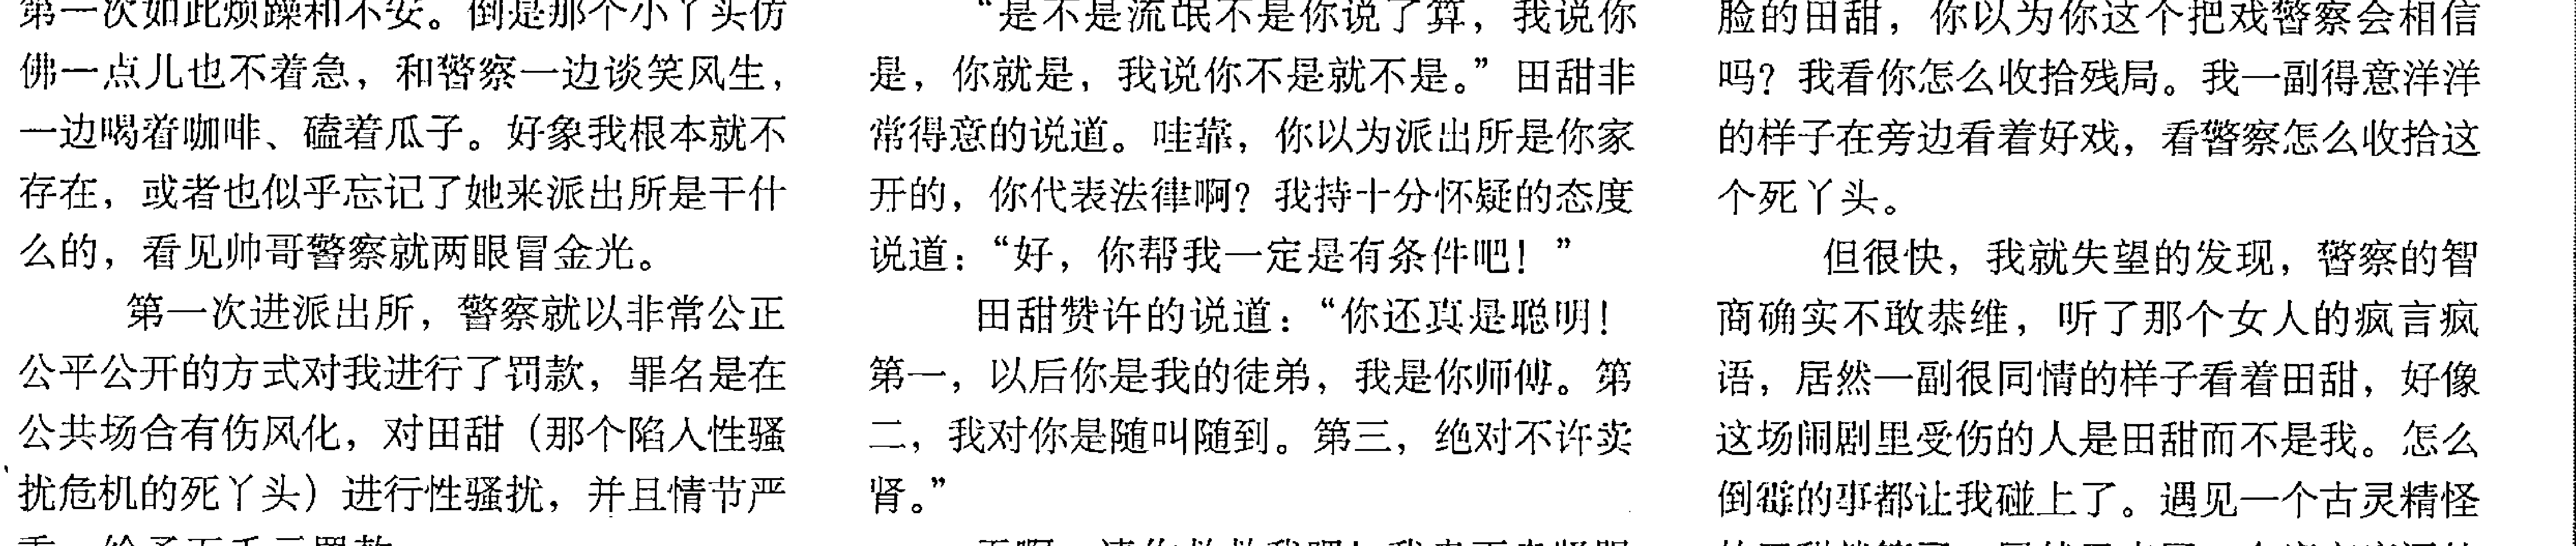 第一次如此烦躁和不安。倒是那个小丫头仿
佛一点儿也不着急，和警察一边谈笑风生，
一边喝着咖啡、磕着瓜子。好象我根本就不
存在，或者也似乎忘记了她来派出所是干什
么的，看见帅哥警察就两眼冒金光。
第一次进派出所，警察就以非常公正
公平公开的方式对我进行了罚款，罪名是在
公共场合有伤风化，对田甜（那个陷入性骚
扰危机的死丫头）进行性骚扰，并且情节严
“是不是流氓不是你说了算，我说你
是，你就是，我说你不是就不是。”田甜非
常得意的说道。哇靠，你以为派出所是你家
开的，你代表法律啊？我持十分怀疑的态度
说道：“好，你帮我一定是有条件吧！”
田甜赞许的说道：“你还真是聪明！
第一，以后你是我的徒弟，我是你师傅。第
二，我对你是随叫随到。第三，绝对不许卖
肾。”
脸的田甜，你以为你这个把戏警察会相信
吗？我看你怎么收拾残局。我一副得意洋洋
的样子在旁边看着好戏，看警察怎么收拾这
个死丫头。
但很快，我就失望的发现，警察的智
商确实不敢恭维，听了那个女人的疯言疯
语，居然一副很同情的样子看着田甜，好像
这场闹剧里受伤的人是田甜而不是我。怎么
倒霉的事都让我碰上了。遇见一个古灵精怪